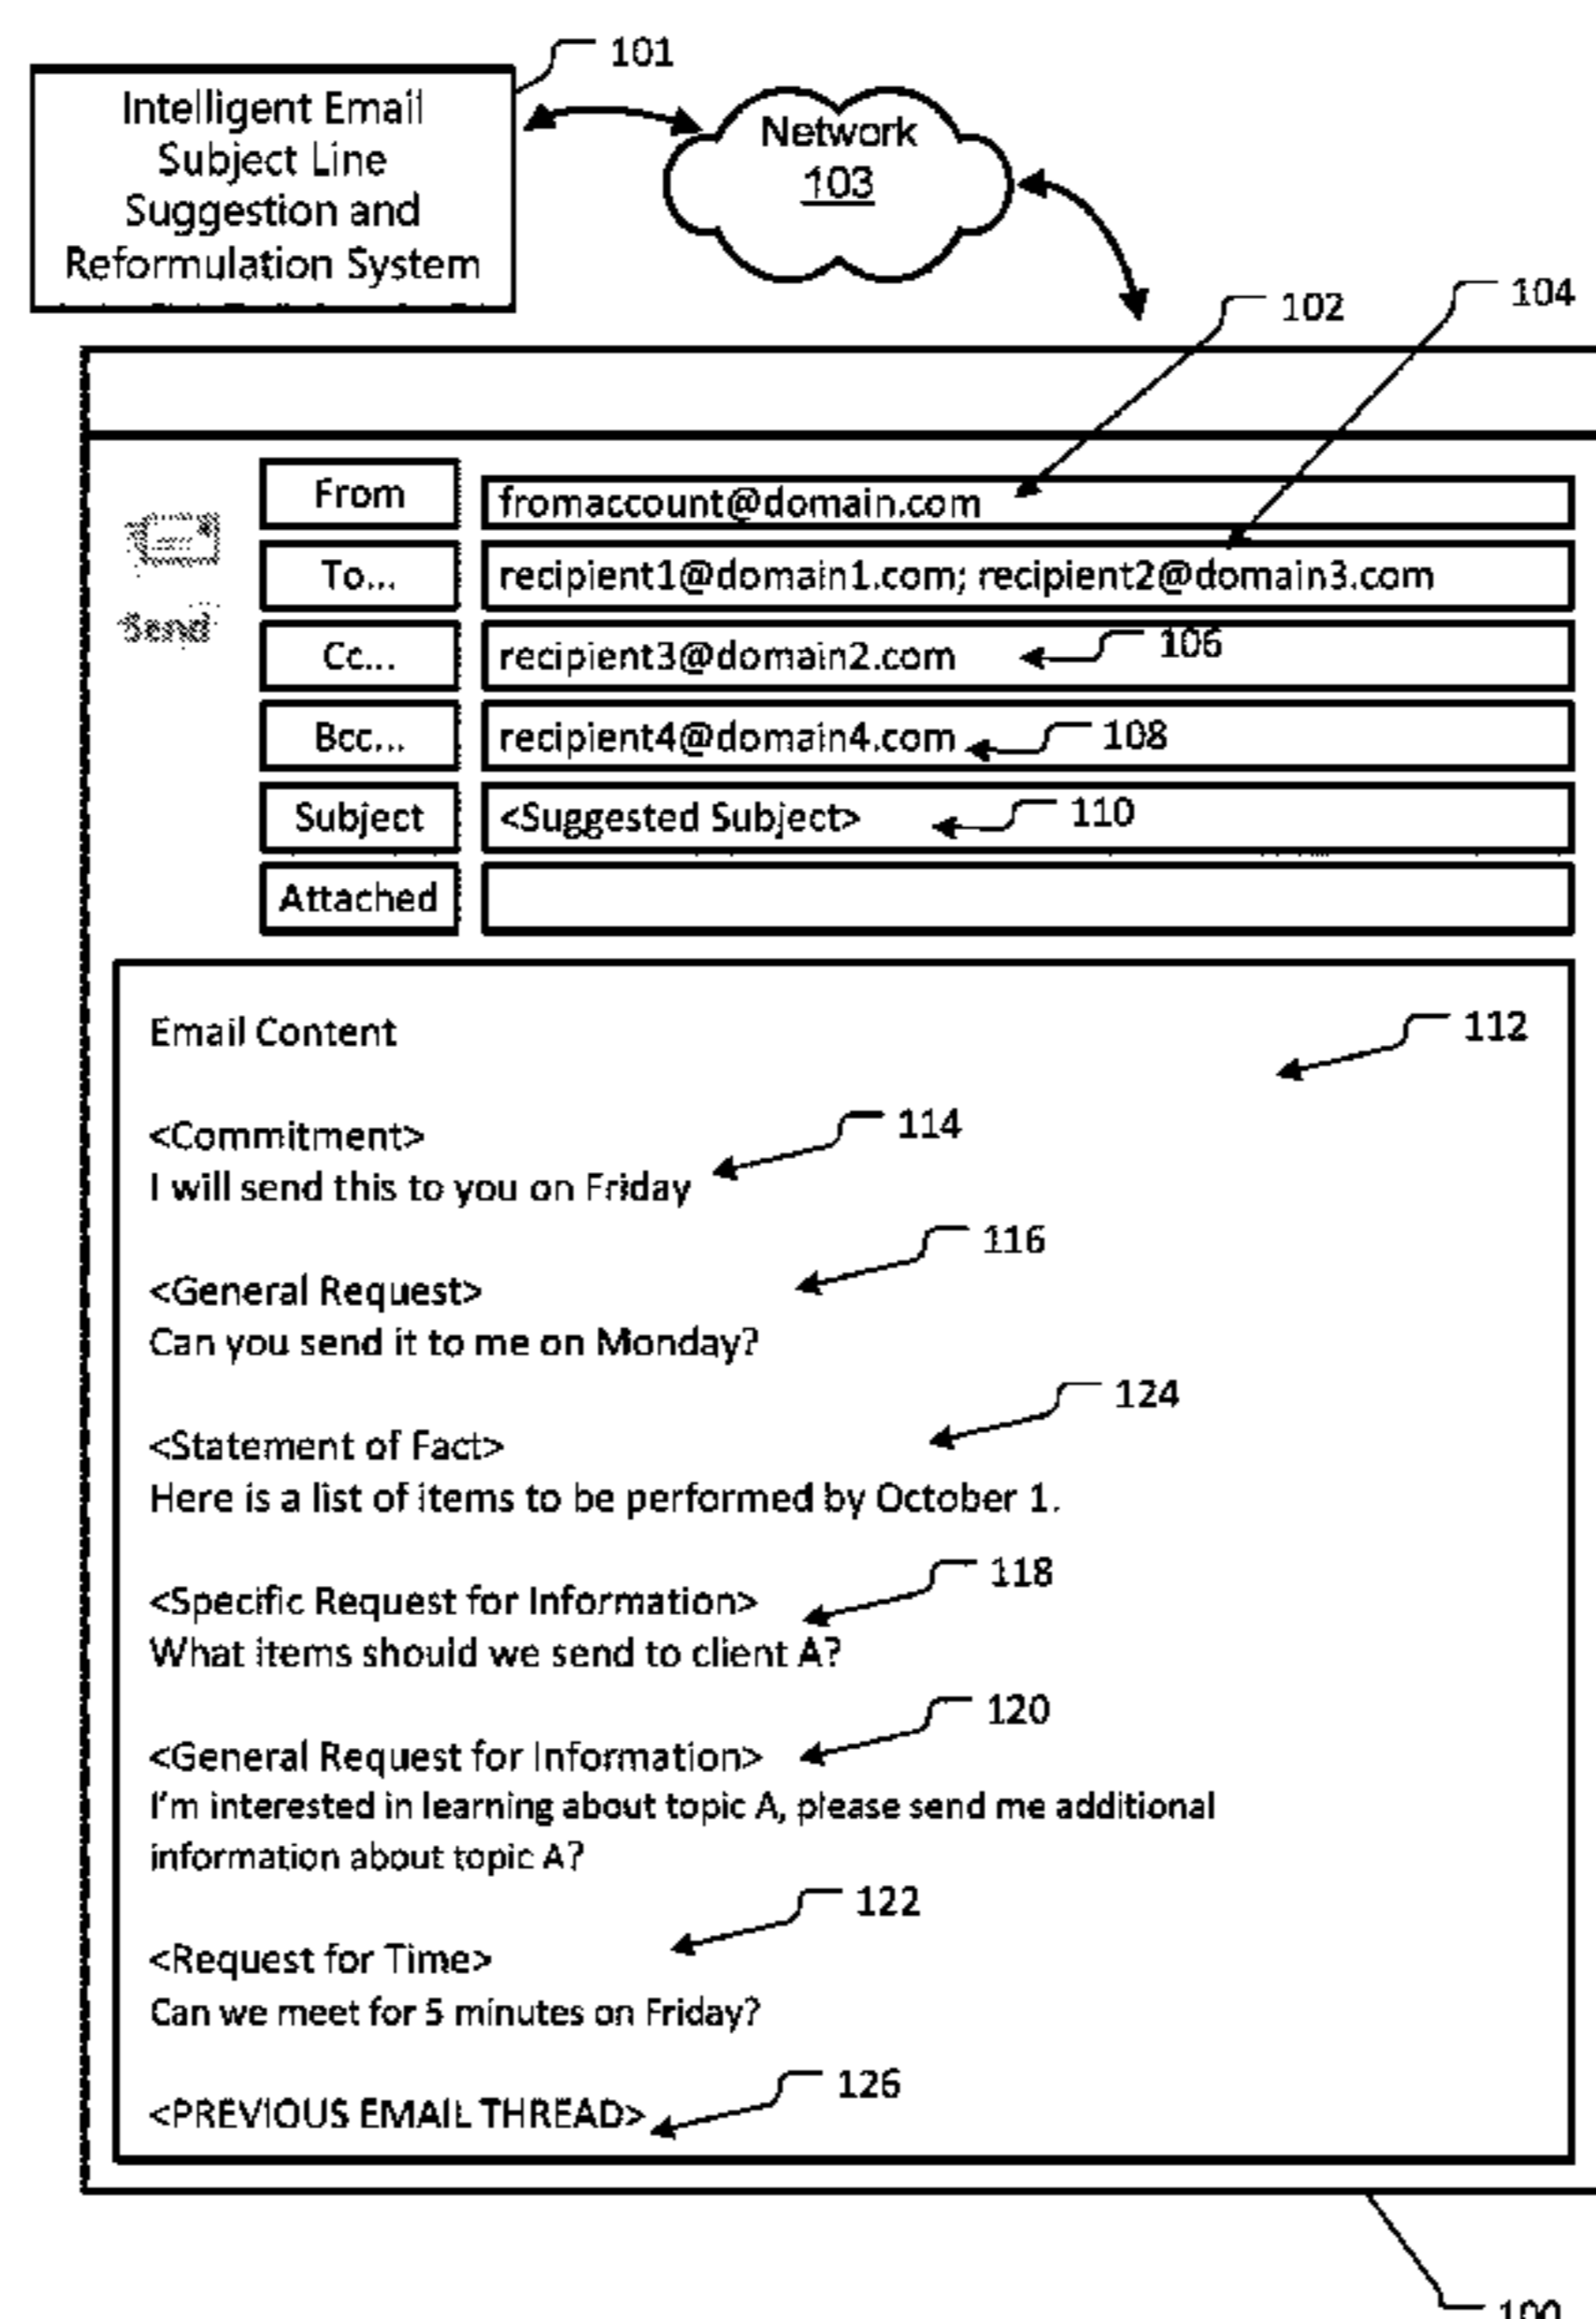 101
Intelligent Email
Subject Line
Suggestion and
Reformulation System
Network
103
102
104
From
fromaccount@domain.com
To...
recipient1@domain1.com; recipient2@domain3.com
Send
Cc...
recipient3@domain2.com
106
Bcc...
recipient4@domain4.com
108
Subject
<Suggested Subject>
110
Attached
Email Content
112
<Commitment>
114
I will send this to you on Friday
116
<General Request>
Can you send it to me on Monday?
124
<Statement of Fact>
Here is a list of items to be performed by October 1.
118
<Specific Request for Information>
What items should we send to client A?
120
<General Request for Information>
I'm interested in learning about topic A, please send me additional
information about topic A?
122
<Request for Time>
Can we meet for 5 minutes on Friday?
126
<PREVIOUS EMAIL THREAD>
100